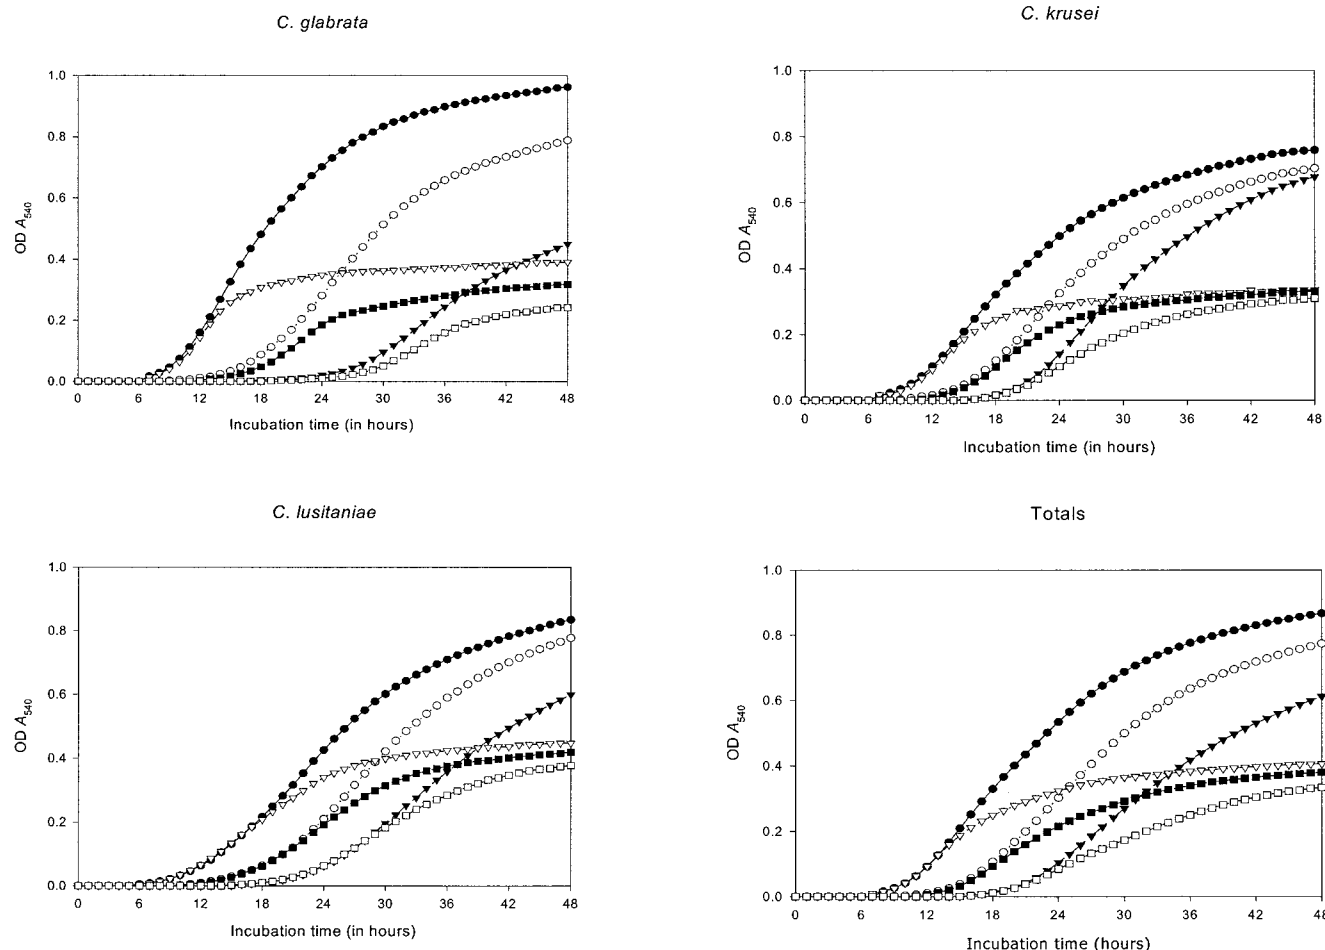 C. glabrata
1.0
0.8
0.6
0.4
0.2
0.0
OD A540
0 6 12 18 24 30 36 42 48
Incubation time (in hours)
C. krusei
1.0
0.8
0.6
0.4
0.2
0.0
OD A540
0 6 12 18 24 30 36 42 48
Incubation time (in hours)
C. lusitaniae
1.0
0.8
0.6
0.4
0.2
0.0
OD A540
0 6 12 18 24 30 36 42 48
Incubation time (in hours)
Totals
1.0
0.8
0.6
0.4
0.2
0.0
OD A540
0 6 12 18 24 30 36 42 48
Incubation time (hours)